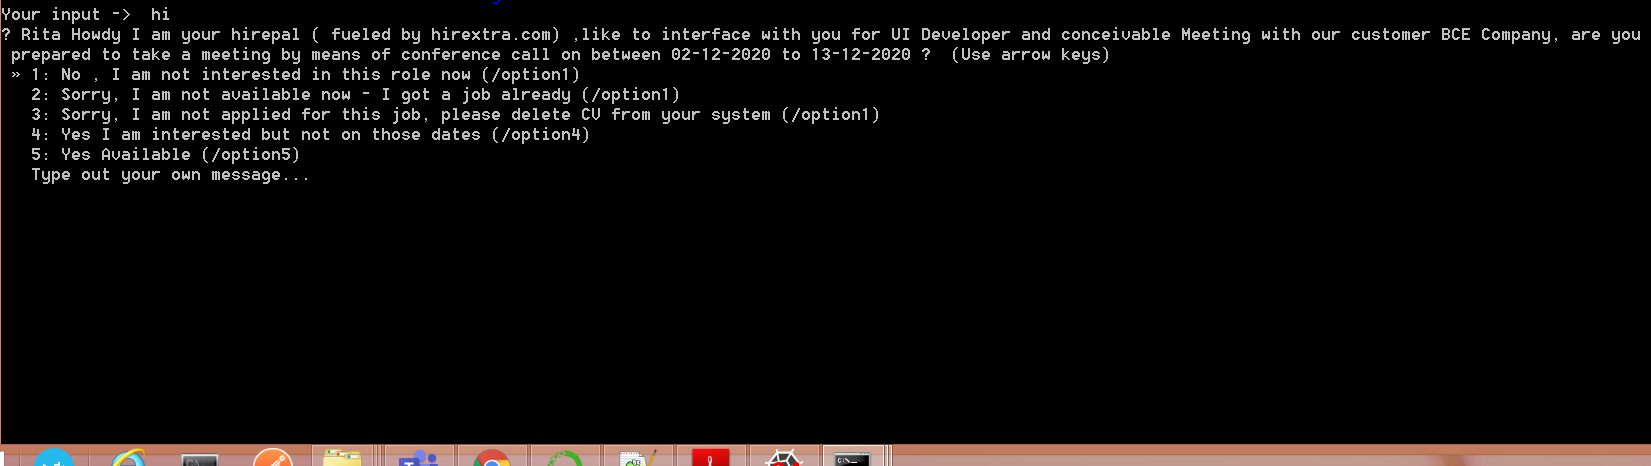 Your input -> hi
? Rita Howdy I am your hirepal ( fueled by hirextra.com) ,like to interface with you for UI Developer and conceivable Meeting with our customer BCE Company, are you
prepared to take a meeting by means of conference call on between 02-12-2020 to 13-12-2020 ? (Use arrow keys)
» 1: No , I am not interested in this role now (/option1)
2: Sorry, I am not available now - I got a job already (/option1)
3: Sorry, I am not applied for this job, please delete CV from your system (/option1)
4: Yes I am interested but not on those dates (/option4)
5: Yes Available (/option5)
Type out your own message...